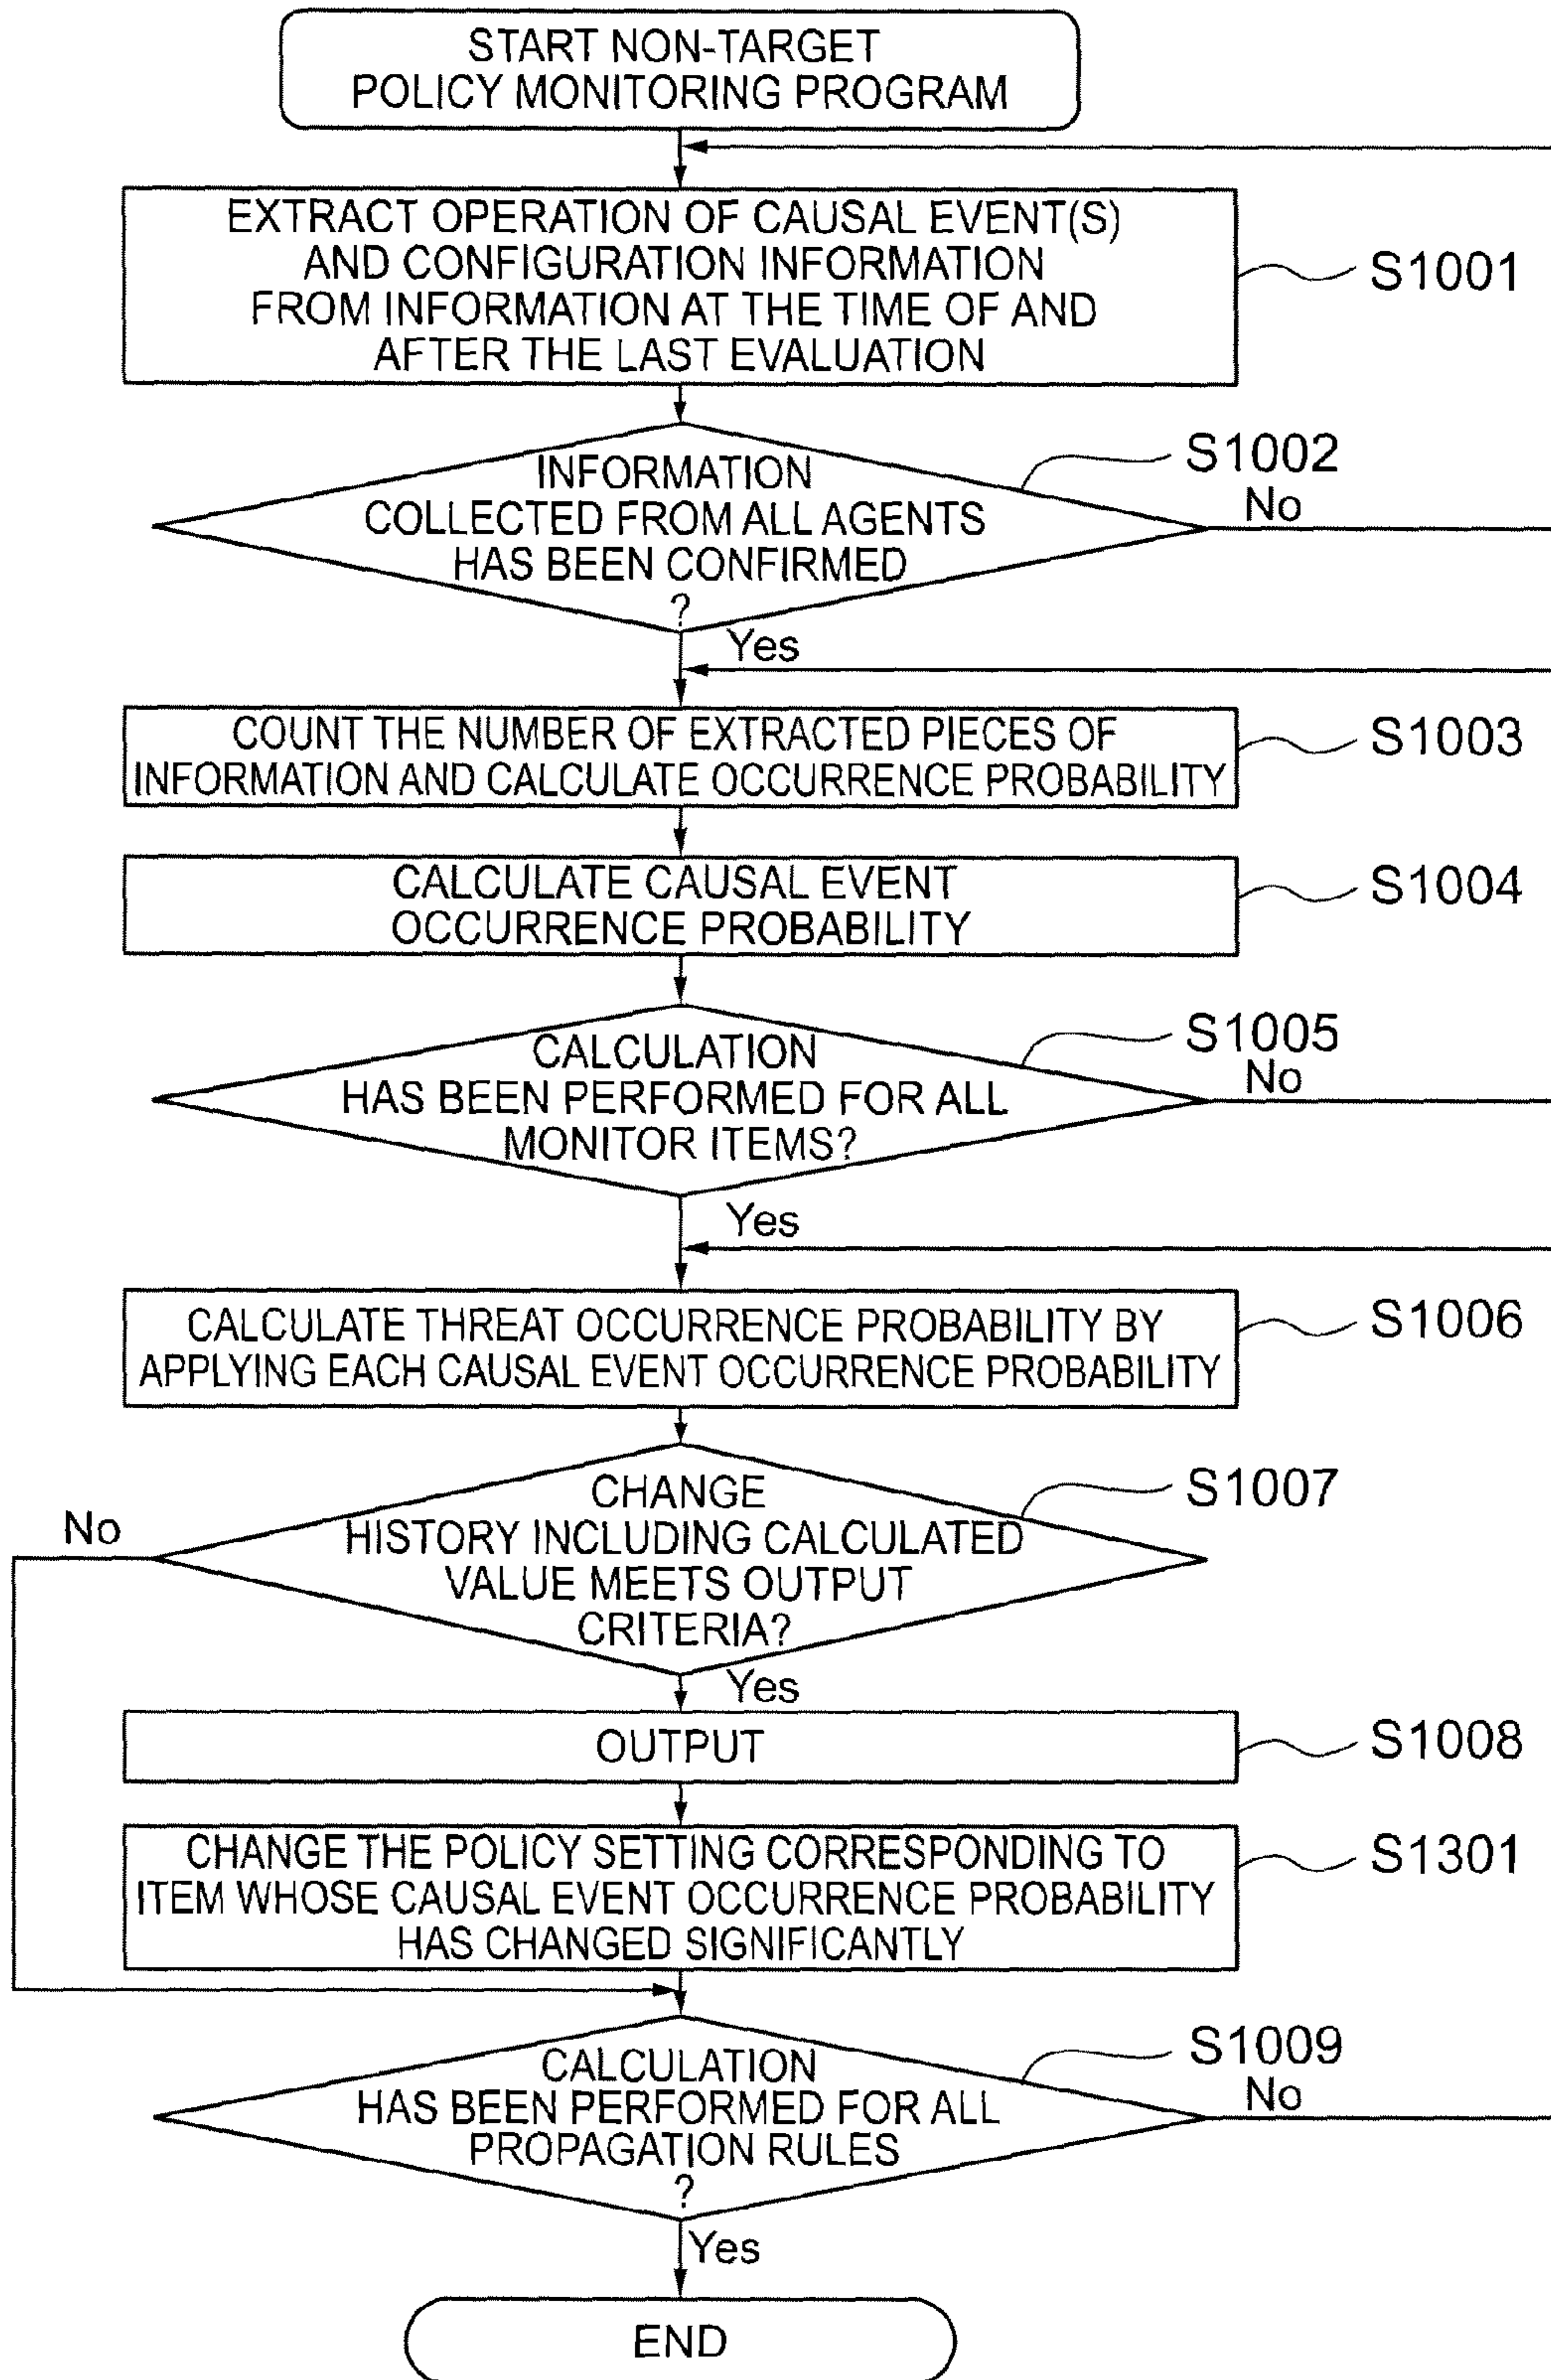 START NON-TARGET
POLICY MONITORING PROGRAM
EXTRACT OPERATION OF CAUSAL EVENT(S)
AND CONFIGURATION INFORMATION
FROM INFORMATION AT THE TIME OF AND
AFTER THE LAST EVALUATION
S1001
INFORMATION
COLLECTED FROM ALL AGENTS
HAS BEEN CONFIRMED
?
S1002
No
Yes
COUNT THE NUMBER OF EXTRACTED PIECES OF
INFORMATION AND CALCULATE OCCURRENCE PROBABILITY
S1003
CALCULATE CAUSAL EVENT
OCCURRENCE PROBABILITY
S1004
CALCULATION
HAS BEEN PERFORMED FOR ALL
MONITOR ITEMS?
S1005
No
Yes
CALCULATE THREAT OCCURRENCE PROBABILITY BY
APPLYING EACH CAUSAL EVENT OCCURRENCE PROBABILITY
S1006
CHANGE
HISTORY INCLUDING CALCULATED
VALUE MEETS OUTPUT
CRITERIA?
S1007
No
Yes
OUTPUT
S1008
CHANGE THE POLICY SETTING CORRESPONDING TO
ITEM WHOSE CAUSAL EVENT OCCURRENCE PROBABILITY
HAS CHANGED SIGNIFICANTLY
S1301
CALCULATION
HAS BEEN PERFORMED FOR ALL
PROPAGATION RULES
?
S1009
No
Yes
END